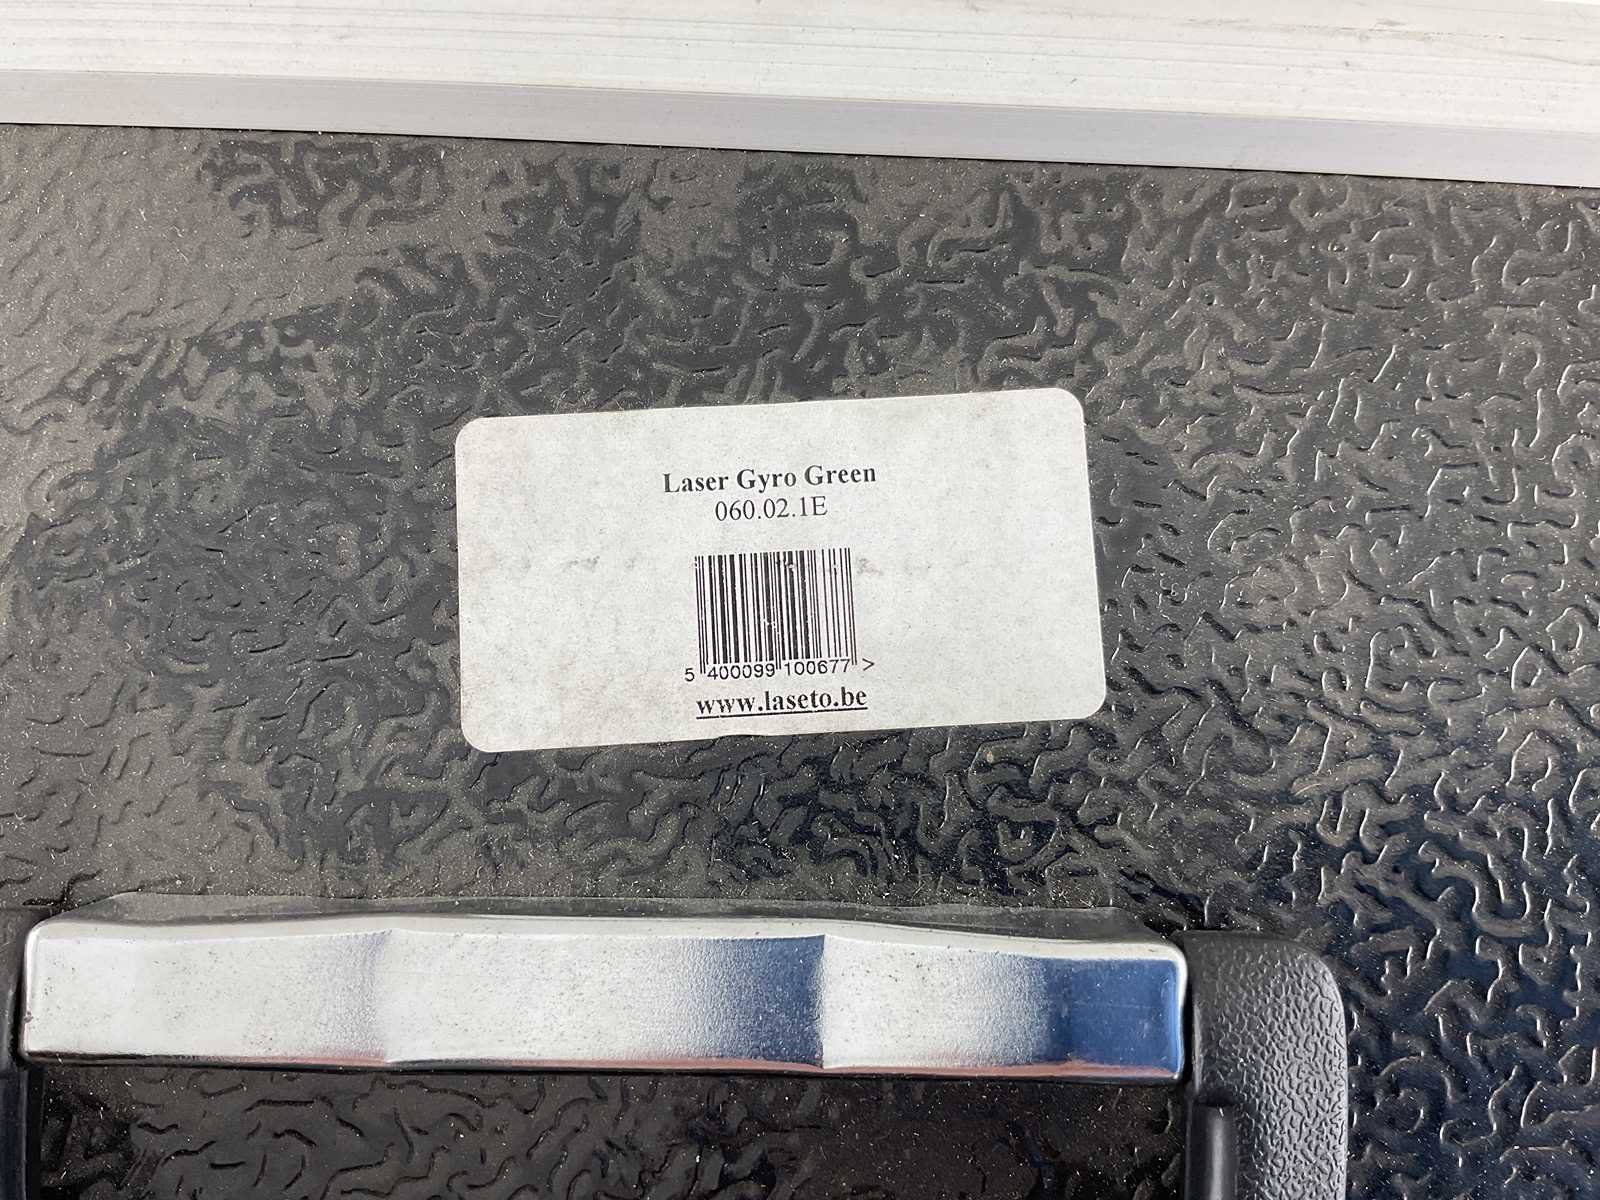 Laser Gyro Green
060.02.1E
5 400099 100677 >
www.laseto.be